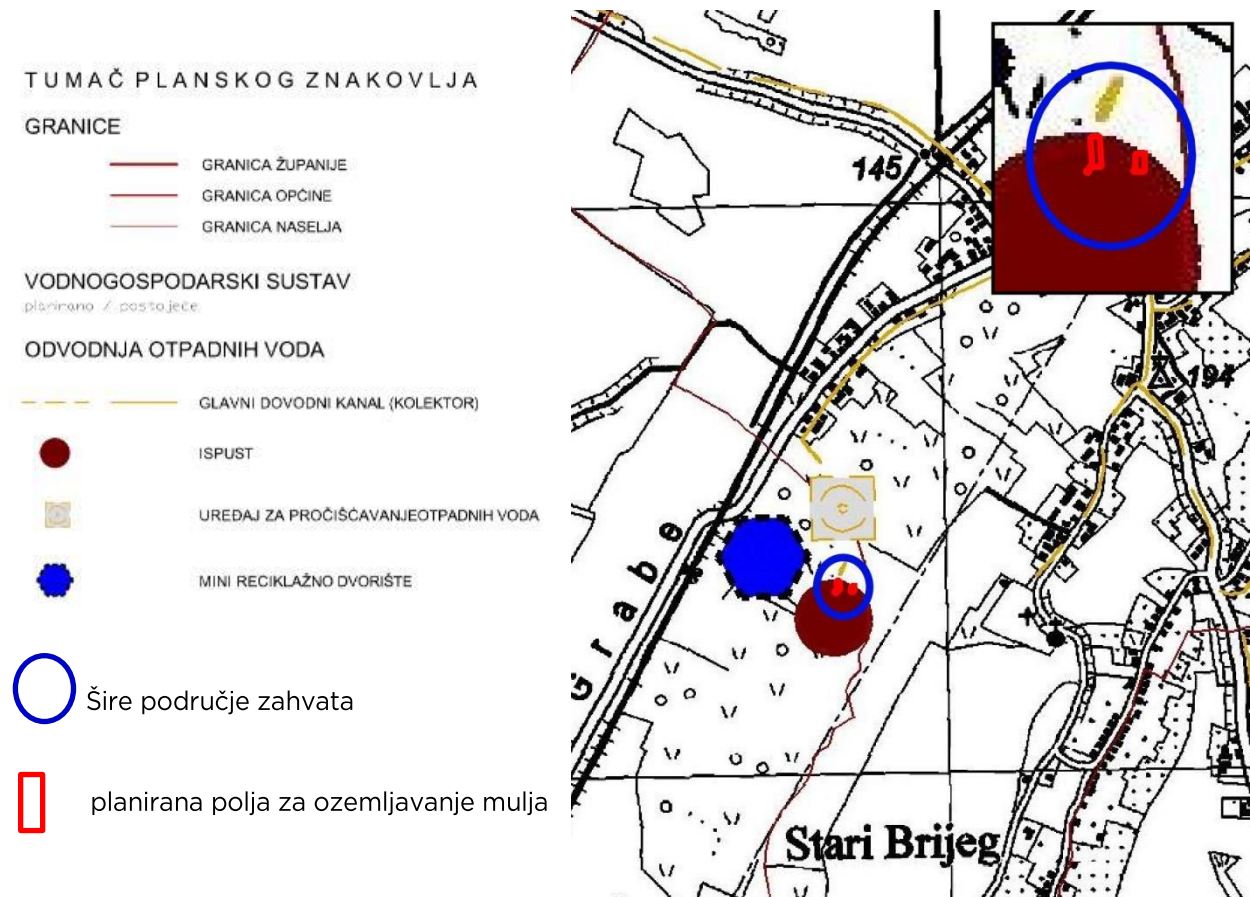 TUMAČ PLANSKOG ZNAKOVLJA
GRANICE
GRANICA ŽUPANIJE
GRANICA OPĆINE
GRANICA NASELJA
VODNOGOSPODARSKI SUSTAV
planirano / postojeće
ODVODNJA OTPADNIH VODA
GLAVNI DOVODNI KANAL (KOLEKTOR)
ISPUST
UREĐAJ ZA PROČIŠĆAVANJEOTPADNIH VODA
MINI RECIKLAŽNO DVORIŠTE
Šire područje zahvata
planirana polja za ozemljavanje mulja
145
194
Grabe
Stari Brijeg